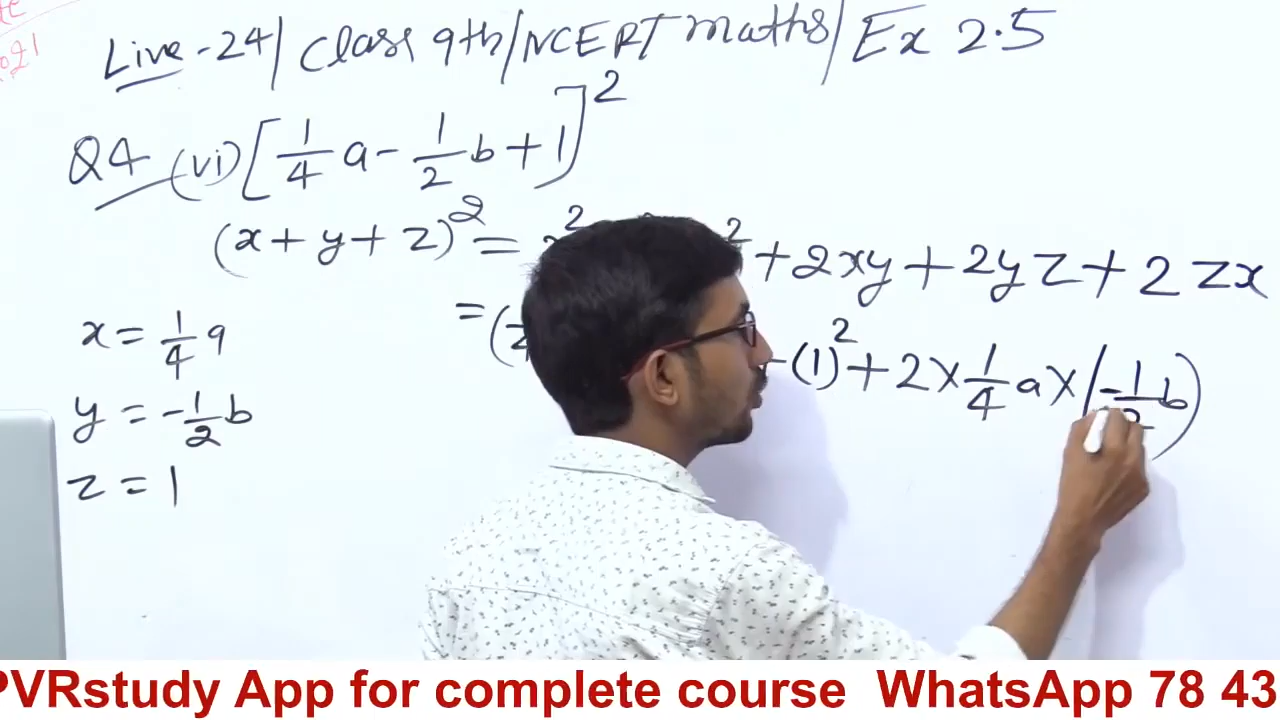 Live-24/ Class 9th/NCERT maths/ Ex 2.5
Q4 (vi) [1/4 a - 1/2 b + 1]²
(x + y + z)² = ² + 2xy + 2yz + 2zx
= ( (1)² + 2 × 1/4 a × (-1/2 b)
x = 1/4 a
y = -1/2 b
z = 1
PVRstudy App for complete course WhatsApp 78 43